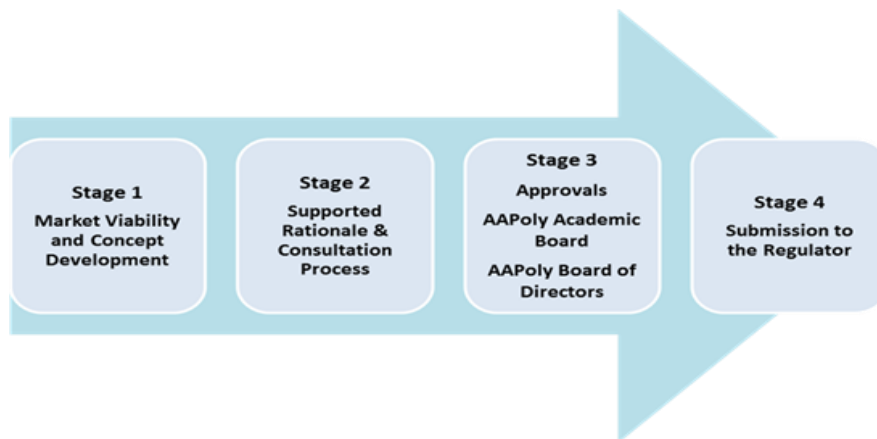 Stage 1
Market Viability
and Concept
Development
Stage 2
Supported
Rationale &
Consultation
Process
Stage 3
Approvals
AAPoly Academic
Board
AAPoly Board of
Directors
Stage 4
Submission to
the Regulator